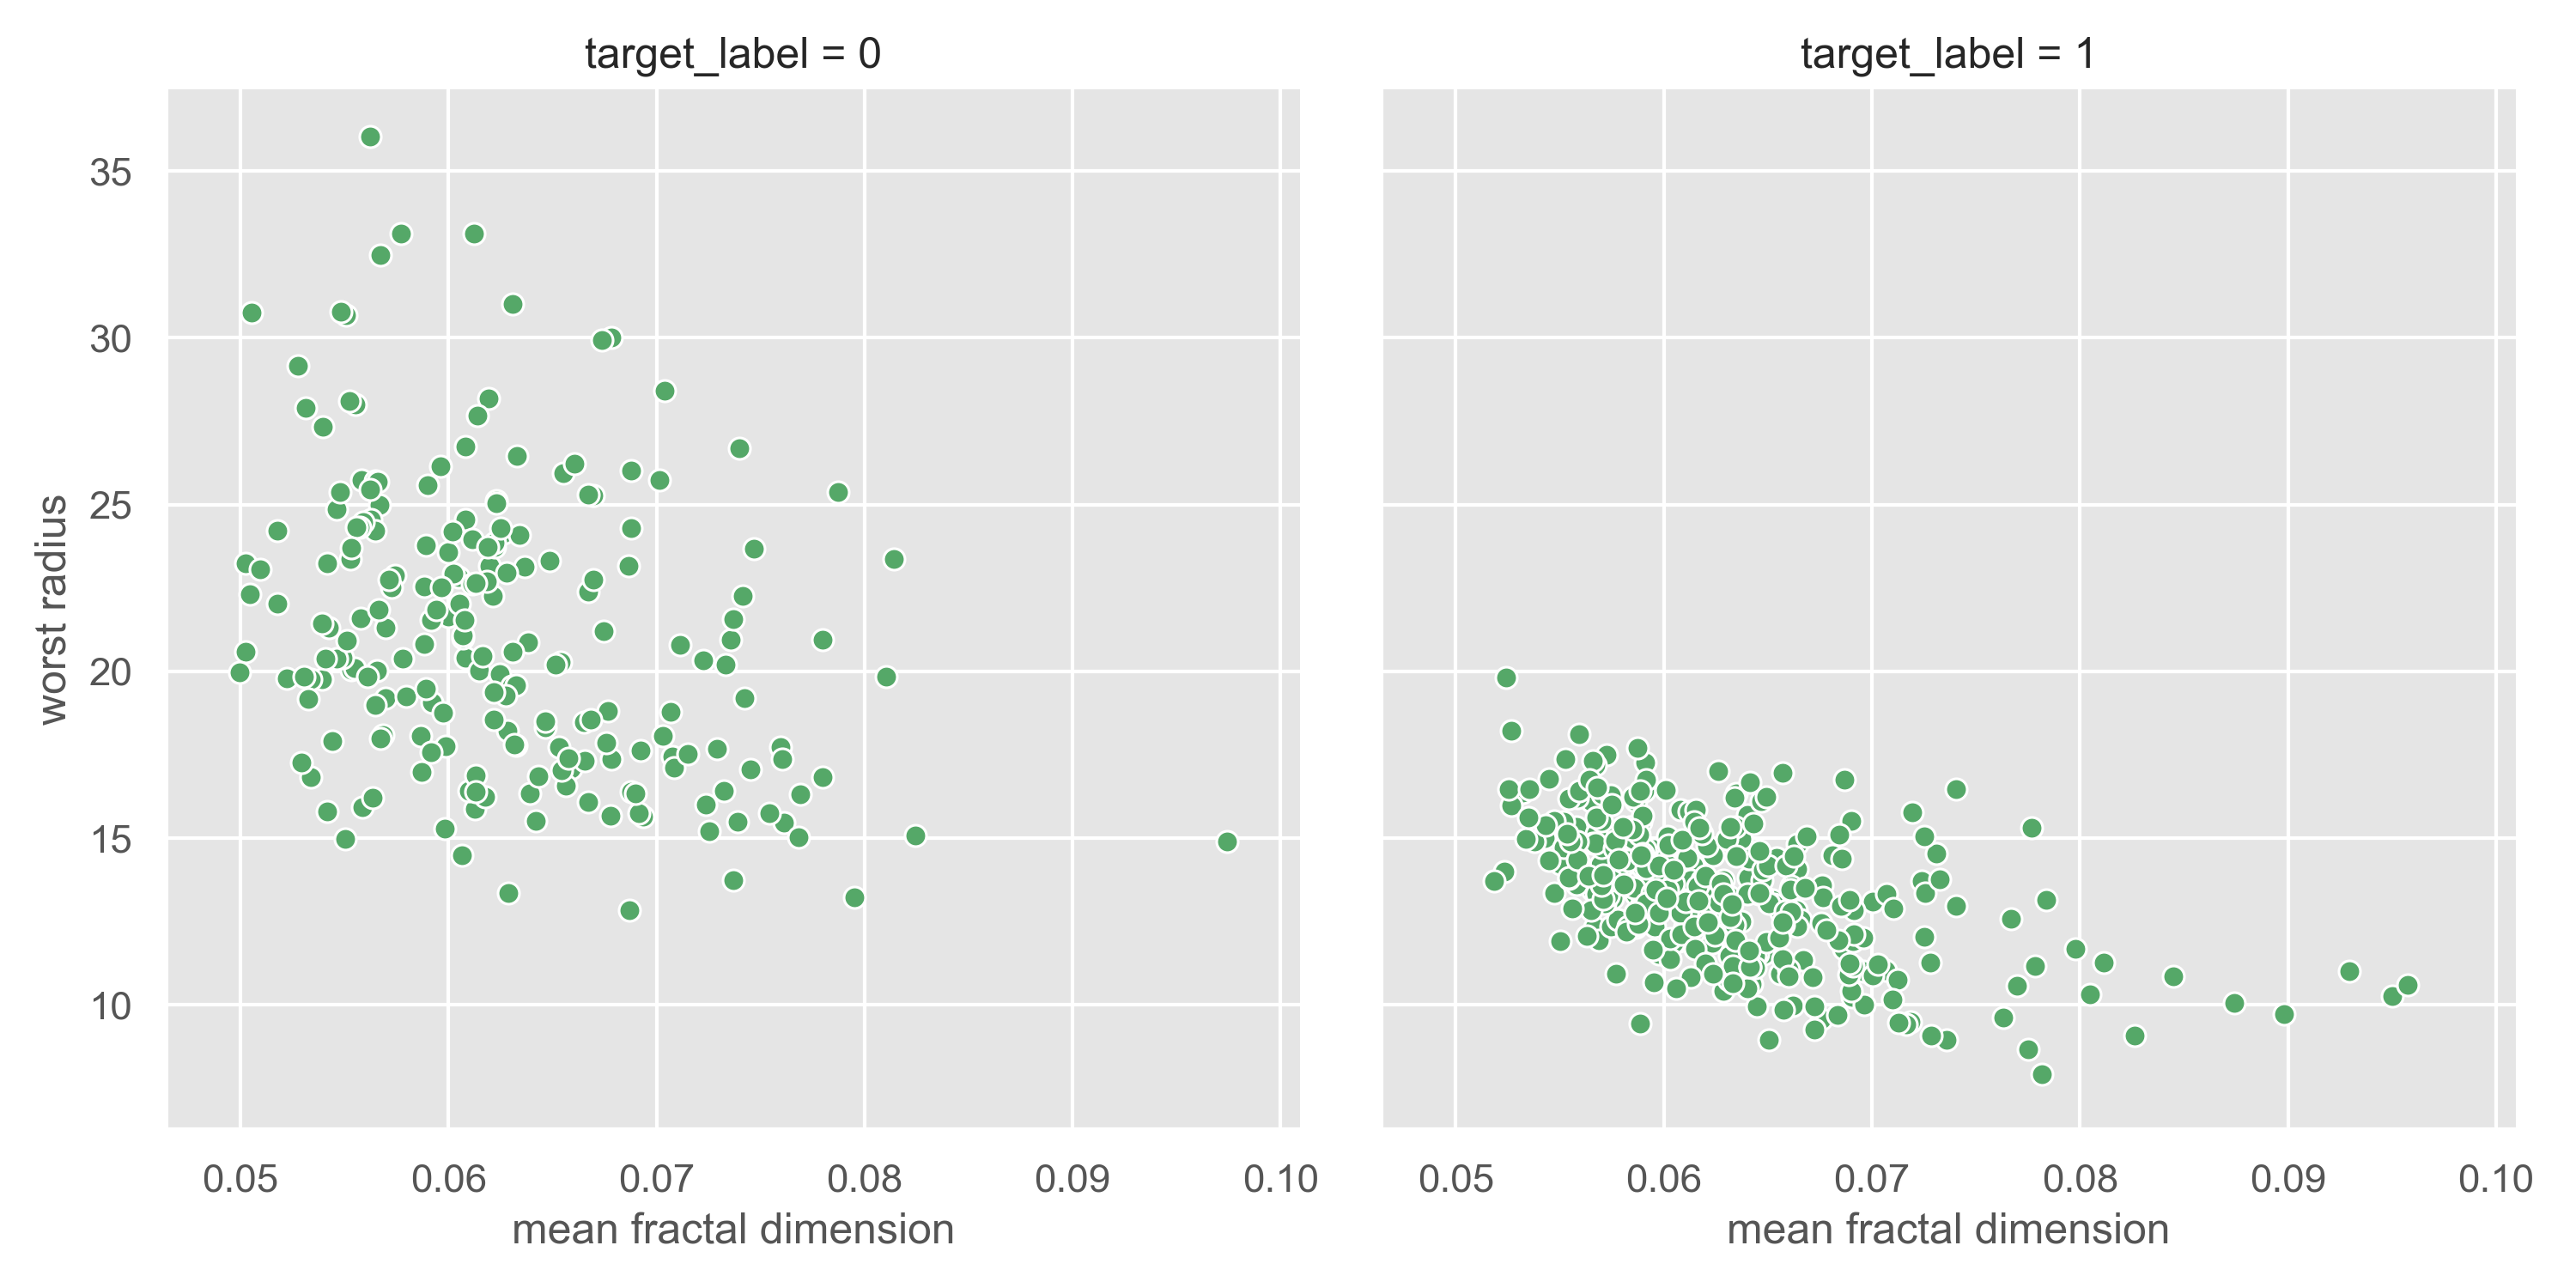 target_label = 0
target_label = 1
worst radius
35
30
25
20
15
10
0.05 0.06 0.07 0.08 0.09 0.10
0.05 0.06 0.07 0.08 0.09 0.10
mean fractal dimension
mean fractal dimension